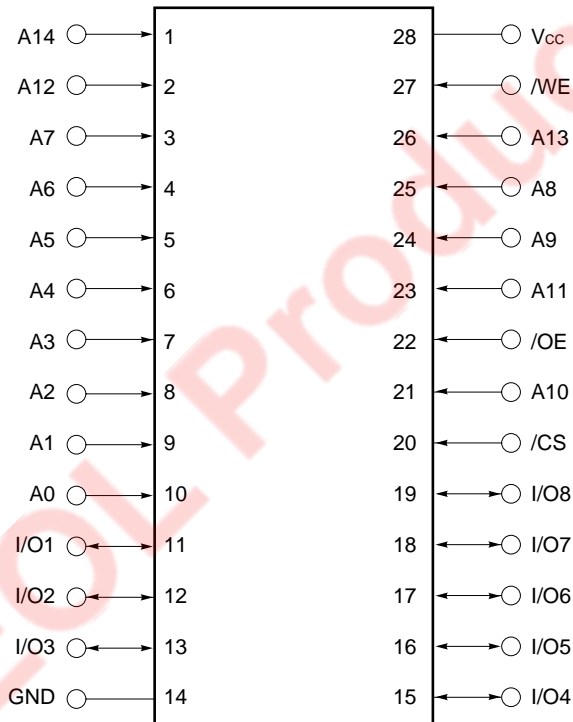 A14 1 28 Vcc
A12 2 27 /WE
A7 3 26 A13
A6 4 25 A8
A5 5 24 A9
A4 6 23 A11
A3 7 22 /OE
A2 8 21 A10
A1 9 20 /CS
A0 10 19 I/O8
I/O1 11 18 I/O7
I/O2 12 17 I/O6
I/O3 13 16 I/O5
GND 14 15 I/O4
EOL Produc